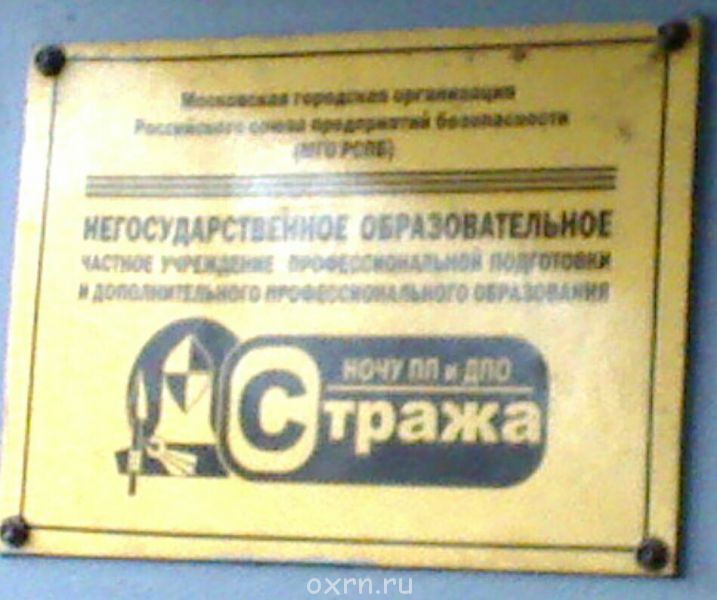 Московская городская организация
Российского союза предприятий безопасности
(МГО РСПБ)
НЕГОСУДАРСТВЕННОЕ ОБРАЗОВАТЕЛЬНОЕ
ЧАСТНОЕ УЧРЕЖДЕНИЕ ПРОФЕССИОНАЛЬНОЙ ПОДГОТОВКИ
И ДОПОЛНИТЕЛЬНОГО ПРОФЕССИОНАЛЬНОГО ОБРАЗОВАНИЯ
НОЧУ ПП и ДПО
Стража
oxrn.ru